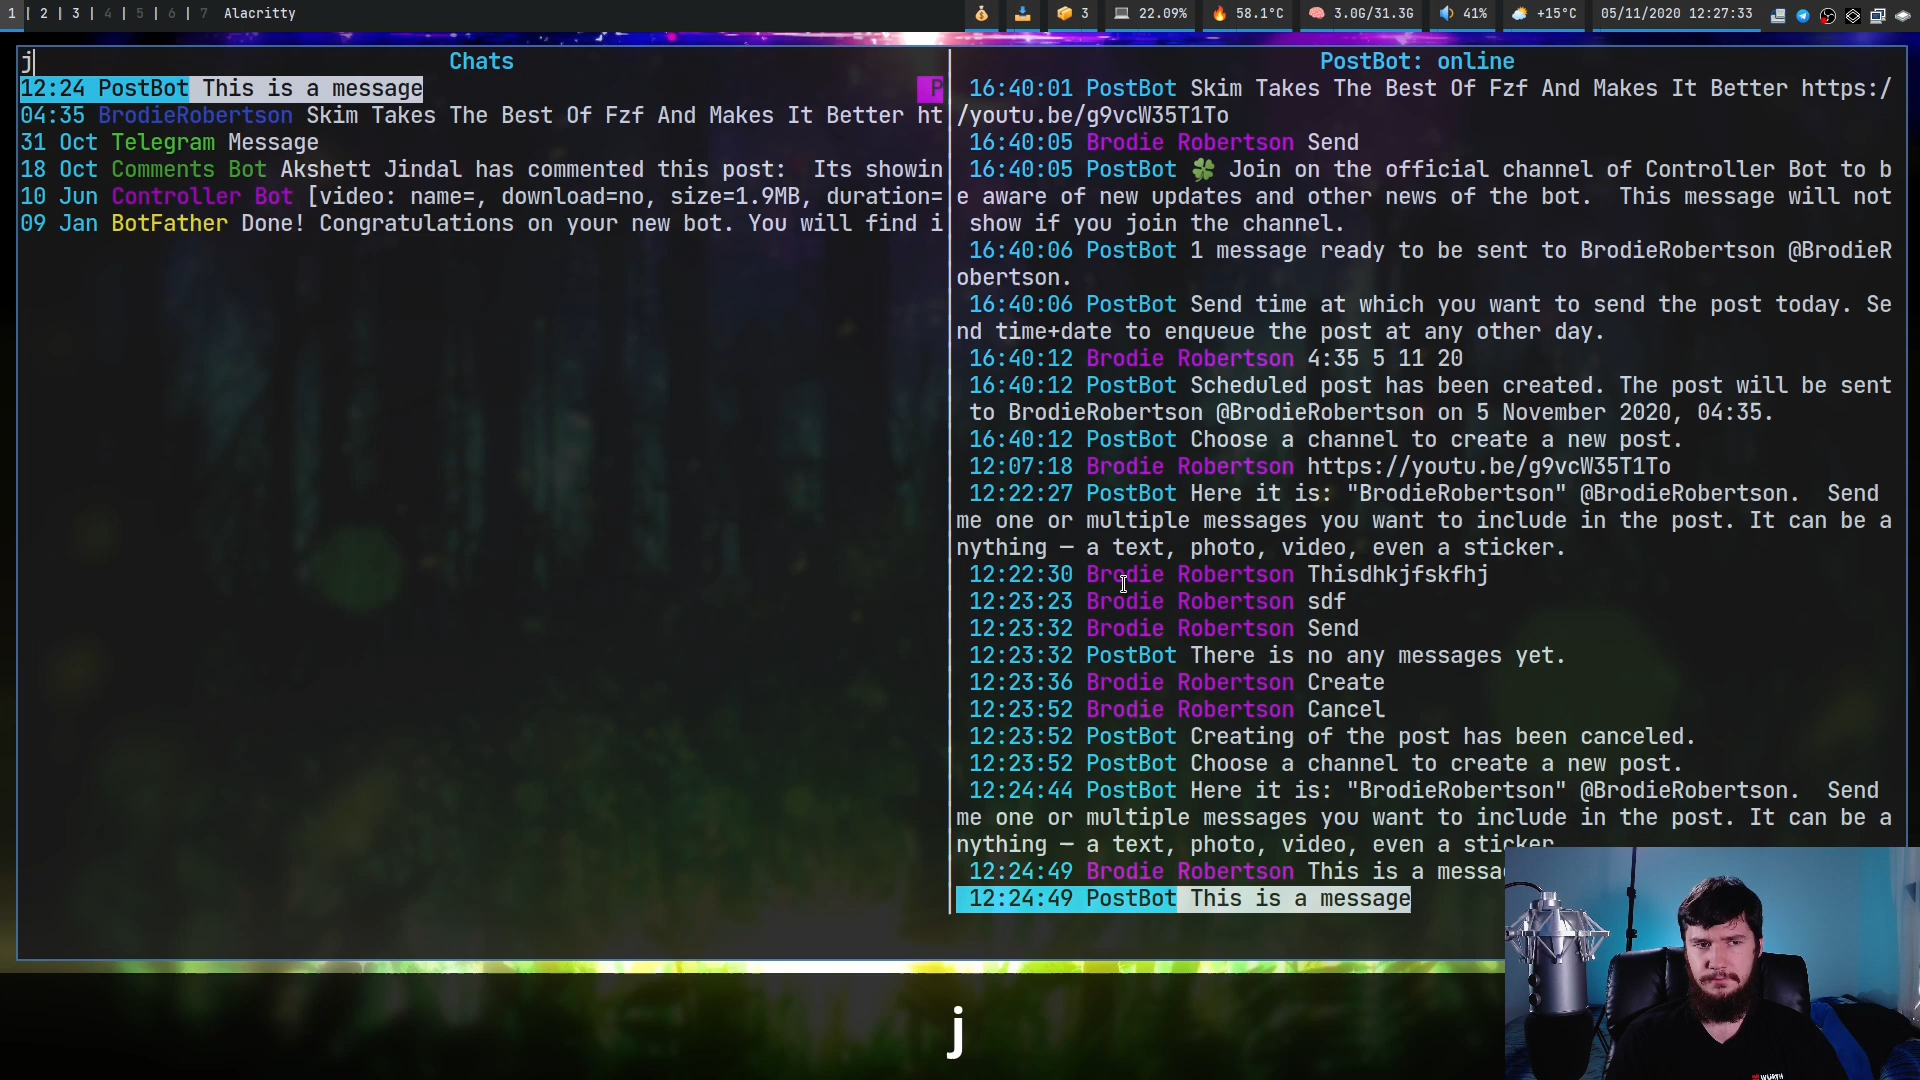 1 | 2 | 3 | 4 | 5 | 6 | 7 Alacritty
3 22.09% 58.1°C 3.0G/31.3G 41% +15°C 05/11/2020 12:27:33
j
Chats
12:24 PostBot This is a message P
04:35 BrodieRobertson Skim Takes The Best Of Fzf And Makes It Better ht
31 Oct Telegram Message
18 Oct Comments Bot Akshett Jindal has commented this post:  Its showin
10 Jun Controller Bot [video: name=, download=no, size=1.9MB, duration=
09 Jan BotFather Done! Congratulations on your new bot. You will find i
PostBot: online
16:40:01 PostBot Skim Takes The Best Of Fzf And Makes It Better https:/
/youtu.be/g9vcW35T1To
16:40:05 Brodie Robertson Send
16:40:05 PostBot 🍀 Join on the official channel of Controller Bot to b
e aware of new updates and other news of the bot.  This message will not
show if you join the channel.
16:40:06 PostBot 1 message ready to be sent to BrodieRobertson @BrodieR
obertson.
16:40:06 PostBot Send time at which you want to send the post today. Se
nd time+date to enqueue the post at any other day.
16:40:12 Brodie Robertson 4:35 5 11 20
16:40:12 PostBot Scheduled post has been created. The post will be sent
to BrodieRobertson @BrodieRobertson on 5 November 2020, 04:35.
16:40:12 PostBot Choose a channel to create a new post.
12:07:18 Brodie Robertson https://youtu.be/g9vcW35T1To
12:22:27 PostBot Here it is: "BrodieRobertson" @BrodieRobertson.  Send
me one or multiple messages you want to include in the post. It can be a
nything — a text, photo, video, even a sticker.
12:22:30 Brodie Robertson Thisdhkjfskfhj
12:23:23 Brodie Robertson sdf
12:23:32 Brodie Robertson Send
12:23:32 PostBot There is no any messages yet.
12:23:36 Brodie Robertson Create
12:23:52 Brodie Robertson Cancel
12:23:52 PostBot Creating of the post has been canceled.
12:23:52 PostBot Choose a channel to create a new post.
12:24:44 PostBot Here it is: "BrodieRobertson" @BrodieRobertson.  Send
me one or multiple messages you want to include in the post. It can be a
nything — a text, photo, video, even a sticker
12:24:49 Brodie Robertson This is a messa
12:24:49 PostBot This is a message
j